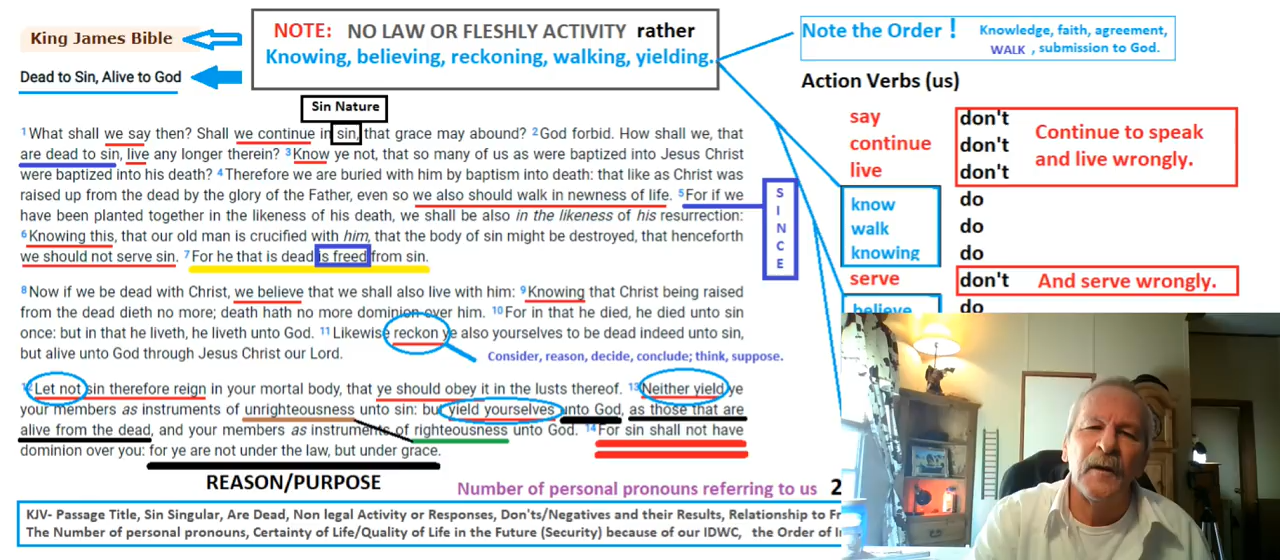 King James Bible
Dead to Sin, Alive to God
NOTE: NO LAW OR FLESHLY ACTIVITY rather
Knowing, believing, reckoning, walking, yielding.
Sin Nature
1 What shall we say then? Shall we continue in sin, that grace may abound? 2 God forbid. How shall we, that
are dead to sin, live any longer therein? 3 Know ye not, that so many of us as were baptized into Jesus Christ
were baptized into his death? 4 Therefore we are buried with him by baptism into death: that like as Christ was
raised up from the dead by the glory of the Father, even so we also should walk in newness of life. 5 For if we
have been planted together in the likeness of his death, we shall be also in the likeness of his resurrection:
6 Knowing this, that our old man is crucified with him, that the body of sin might be destroyed, that henceforth
we should not serve sin. 7 For he that is dead is freed from sin.
8 Now if we be dead with Christ, we believe that we shall also live with him: 9 Knowing that Christ being raised
from the dead dieth no more; death hath no more dominion over him. 10 For in that he died, he died unto sin
once: but in that he liveth, he liveth unto God. 11 Likewise reckon ye also yourselves to be dead indeed unto sin,
but alive unto God through Jesus Christ our Lord.
Consider, reason, decide, conclude; think, suppose.
12 Let not sin therefore reign in your mortal body, that ye should obey it in the lusts thereof. 13 Neither yield ye
your members as instruments of unrighteousness unto sin: but yield yourselves unto God, as those that are
alive from the dead, and your members as instruments of righteousness unto God. 14 For sin shall not have
dominion over you: for ye are not under the law, but under grace.
REASON/PURPOSE
Number of personal pronouns referring to us 2
KJV- Passage Title, Sin Singular, Are Dead, Non legal Activity or Responses, Don'ts/Negatives and their Results, Relationship to Fr
The Number of personal pronouns, Certainty of Life/Quality of Life in the Future (Security) because of our IDWC, the Order of
SINCE
Note the Order !
Knowledge, faith, agreement,
WALK , submission to God.
Action Verbs (us)
say don't
continue don't
live don't
Continue to speak
and live wrongly.
know do
walk do
knowing do
serve don't And serve wrongly.
believe do